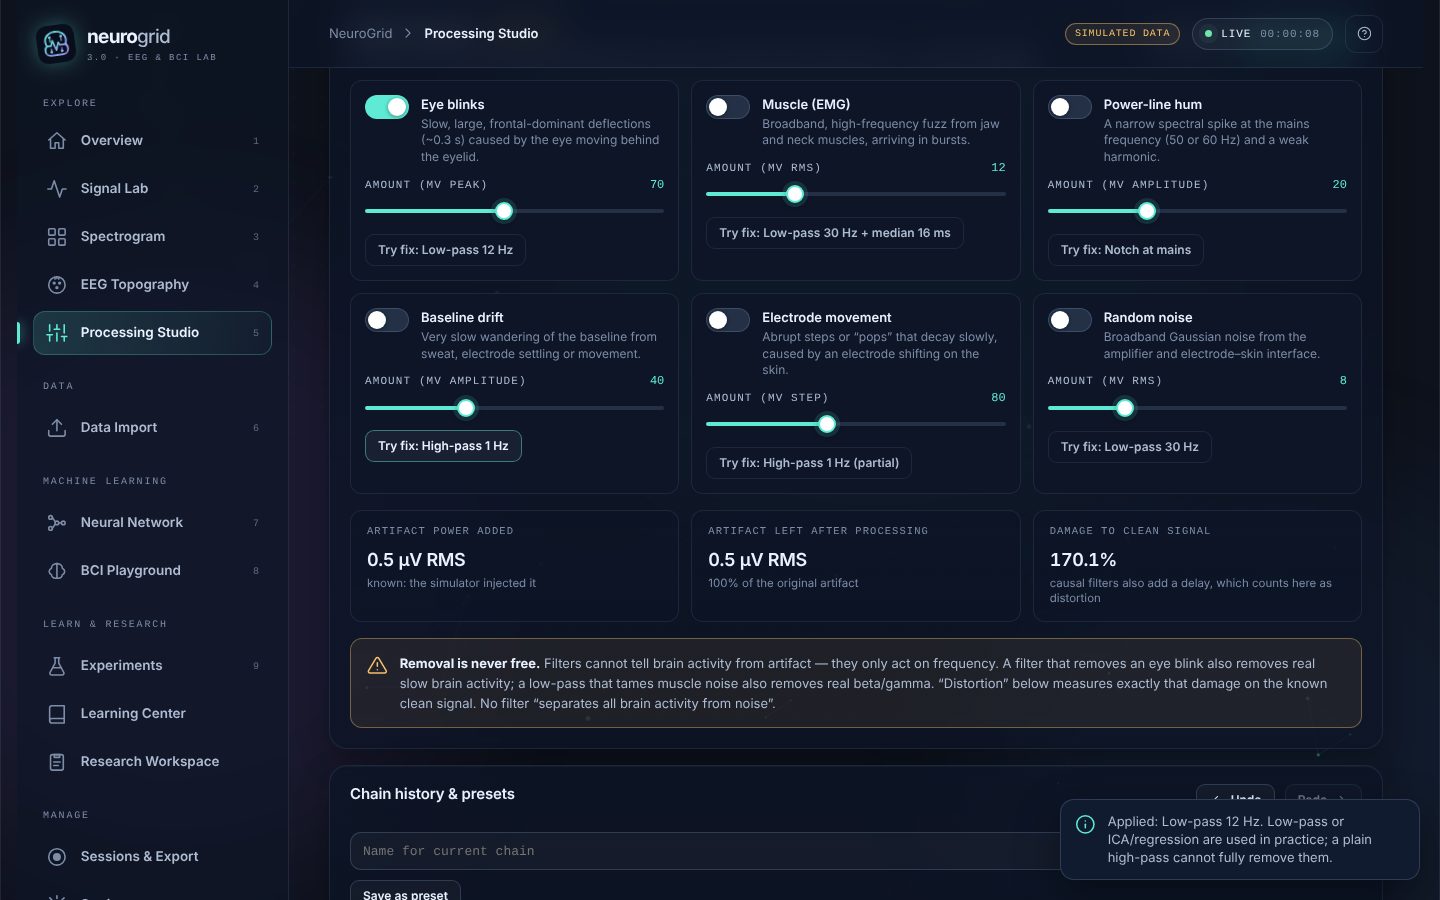 neurogrid
3.0 · EEG & BCI LAB
EXPLORE
Overview 1
Signal Lab 2
Spectrogram 3
EEG Topography 4
Processing Studio 5
DATA
Data Import 6
MACHINE LEARNING
Neural Network 7
BCI Playground 8
LEARN & RESEARCH
Experiments 9
Learning Center
Research Workspace
MANAGE
Sessions & Export
NeuroGrid > Processing Studio
SIMULATED DATA
LIVE 00:00:08
Eye blinks
Slow, large, frontal-dominant deflections
(~0.3 s) caused by the eye moving behind
the eyelid.
AMOUNT (MV PEAK) 70
Try fix: Low-pass 12 Hz
Muscle (EMG)
Broadband, high-frequency fuzz from jaw
and neck muscles, arriving in bursts.
AMOUNT (MV RMS) 12
Try fix: Low-pass 30 Hz + median 16 ms
Power-line hum
A narrow spectral spike at the mains
frequency (50 or 60 Hz) and a weak
harmonic.
AMOUNT (MV AMPLITUDE) 20
Try fix: Notch at mains
Baseline drift
Very slow wandering of the baseline from
sweat, electrode settling or movement.
AMOUNT (MV AMPLITUDE) 40
Try fix: High-pass 1 Hz
Electrode movement
Abrupt steps or “pops” that decay slowly,
caused by an electrode shifting on the
skin.
AMOUNT (MV STEP) 80
Try fix: High-pass 1 Hz (partial)
Random noise
Broadband Gaussian noise from the
amplifier and electrode–skin interface.
AMOUNT (MV RMS) 8
Try fix: Low-pass 30 Hz
ARTIFACT POWER ADDED
0.5 µV RMS
known: the simulator injected it
ARTIFACT LEFT AFTER PROCESSING
0.5 µV RMS
100% of the original artifact
DAMAGE TO CLEAN SIGNAL
170.1%
causal filters also add a delay, which counts here as
distortion
Removal is never free. Filters cannot tell brain activity from artifact — they only act on frequency. A filter that removes an eye blink also removes real
slow brain activity; a low-pass that tames muscle noise also removes real beta/gamma. “Distortion” below measures exactly that damage on the known
clean signal. No filter “separates all brain activity from noise”.
Chain history & presets
Undo
Redo
Name for current chain
Save as preset
Applied: Low-pass 12 Hz. Low-pass or
ICA/regression are used in practice; a plain
high-pass cannot fully remove them.